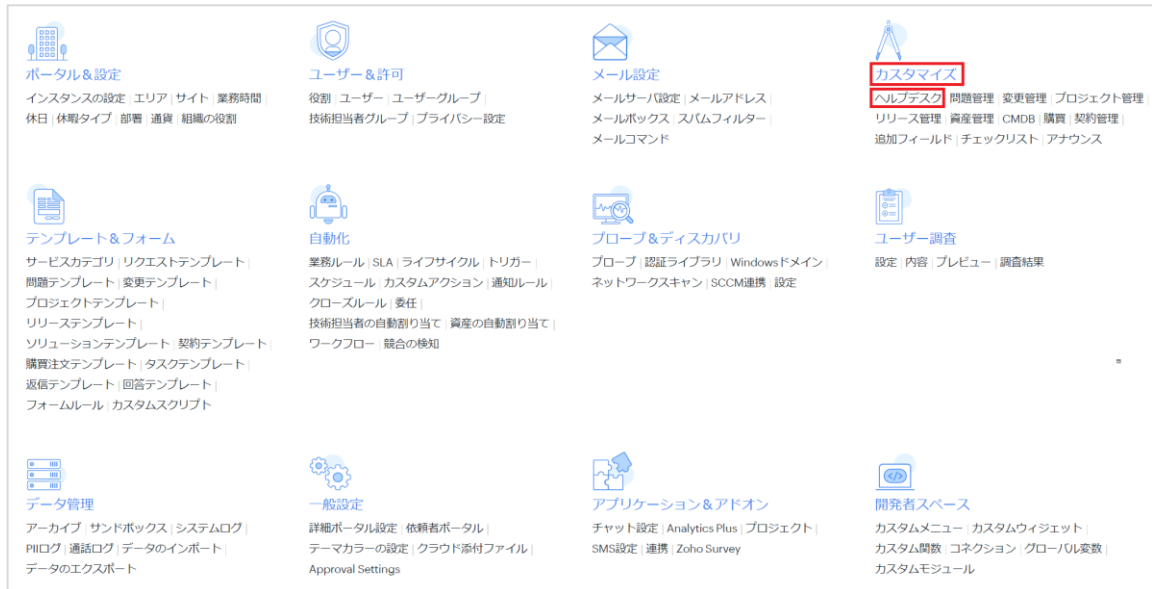 ポータル＆設定
インスタンスの設定 | エリア | サイト | 業務時間 |
休日 | 休暇タイプ | 部署 | 通貨 | 組織の役割
ユーザー＆許可
役割 | ユーザー | ユーザーグループ |
技術担当者グループ | プライバシー設定
メール設定
メールサーバ設定 | メールアドレス |
メールボックス | スパムフィルター |
メールコマンド
カスタマイズ
ヘルプデスク | 問題管理 | 変更管理 | プロジェクト管理 |
リリース管理 | 資産管理 | CMDB | 購買 | 契約管理 |
追加フィールド | チェックリスト | アナウンス
テンプレート＆フォーム
サービスカテゴリ | リクエストテンプレート |
問題テンプレート | 変更テンプレート |
プロジェクトテンプレート |
リリーステンプレート |
ソリューションテンプレート | 契約テンプレート |
購買注文テンプレート | タスクテンプレート |
返信テンプレート | 回答テンプレート |
フォームルール | カスタムスクリプト
自動化
業務ルール | SLA | ライフサイクル | トリガー |
スケジュール | カスタムアクション | 通知ルール |
クローズルール | 委任 |
技術担当者の自動割り当て | 資産の自動割り当て |
ワークフロー | 競合の検知
プローブ＆ディスカバリ
プローブ | 認証ライブラリ | Windowsドメイン |
ネットワークスキャン | SCCM連携 | 設定
ユーザー調査
設定 | 内容 | プレビュー | 調査結果
データ管理
アーカイブ | サンドボックス | システムログ |
PIIログ | 通話ログ | データのインポート |
データのエクスポート
一般設定
詳細ポータル設定 | 依頼者ポータル |
テーマカラーの設定 | クラウド添付ファイル |
Approval Settings
アプリケーション＆アドオン
チャット設定 | Analytics Plus | プロジェクト |
SMS設定 | 連携 | Zoho Survey
開発者スペース
カスタムメニュー | カスタムウィジェット |
カスタム関数 | コネクション | グローバル変数 |
カスタムモジュール